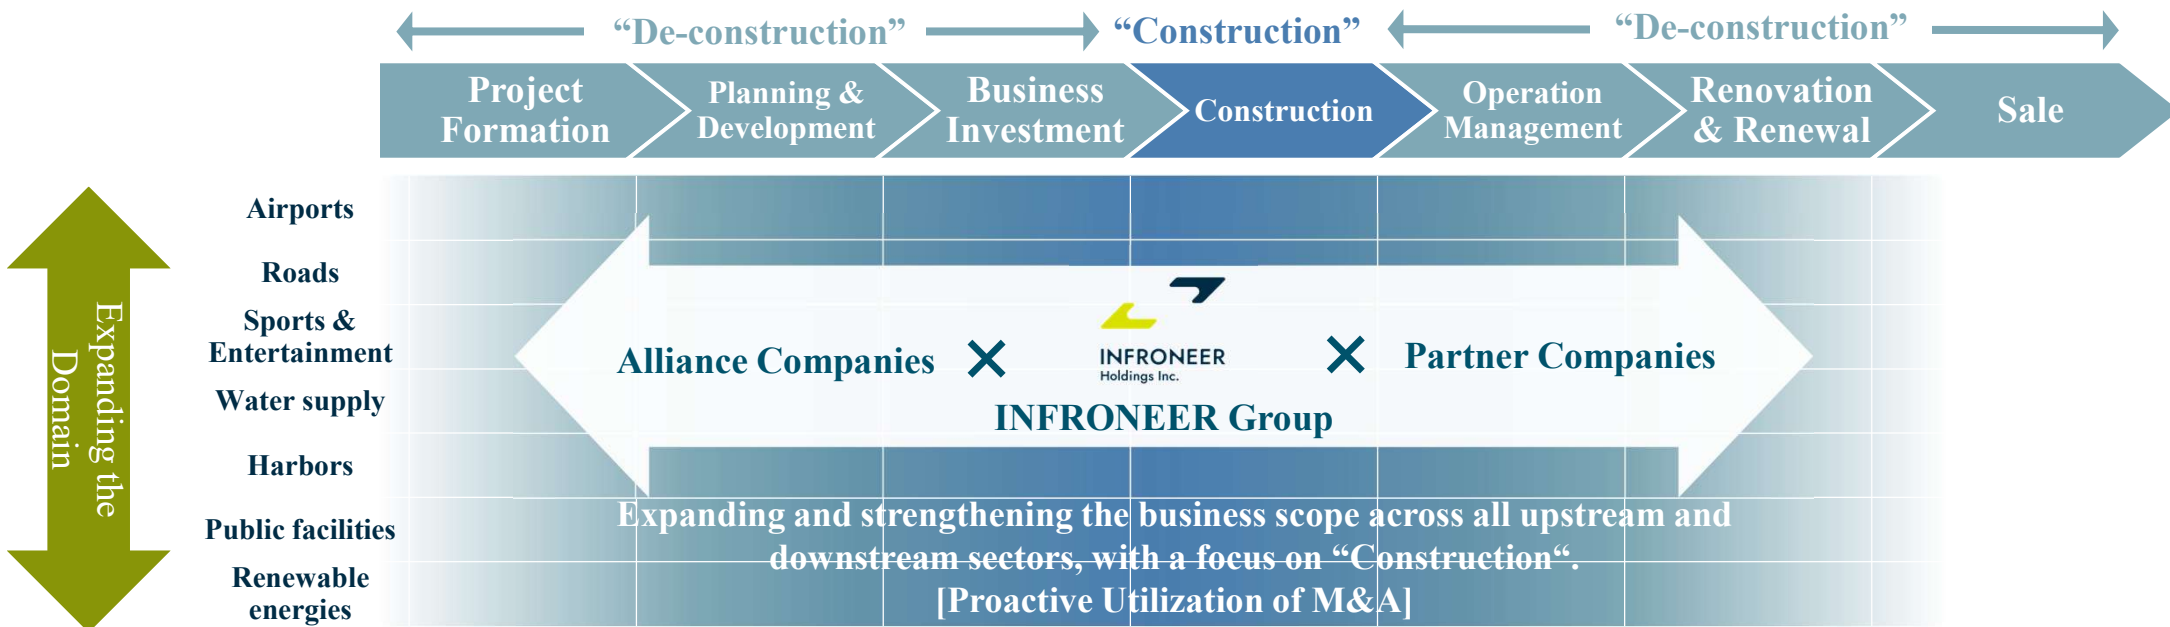 “De-construction”
“Construction”
“De-construction”
Project
Formation
Planning &
Development
Business
Investment
Construction
Operation
Management
Renovation
& Renewal
Sale
Expanding the
Domain
Airports
Roads
Sports &
Entertainment
Water supply
Harbors
Public facilities
Renewable
energies
Alliance Companies
×
INFRONEER
Holdings Inc.
INFRONEER Group
×
Partner Companies
Expanding and strengthening the business scope across all upstream and
downstream sectors, with a focus on “Construction“.
[Proactive Utilization of M&A]